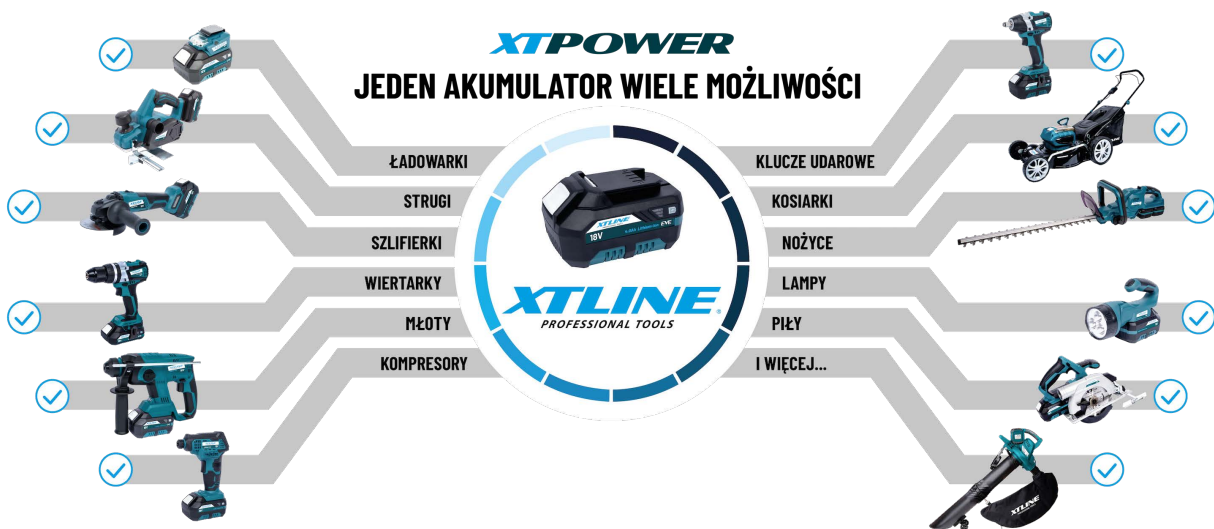 XTPOWER
JEDEN AKUMULATOR WIELE MOŻLIWOŚCI
ŁADOWARKI
STRUGI
SZLIFIERKI
WIERTARKY
MŁOTY
KOMPRESORY
KLUCZE UDAROWE
KOSIARKI
NOŻYCE
LAMPY
PIŁY
I WIĘCEJ...
XTLINE
18V
XTLINE®
PROFESSIONAL TOOLS
XTLINE